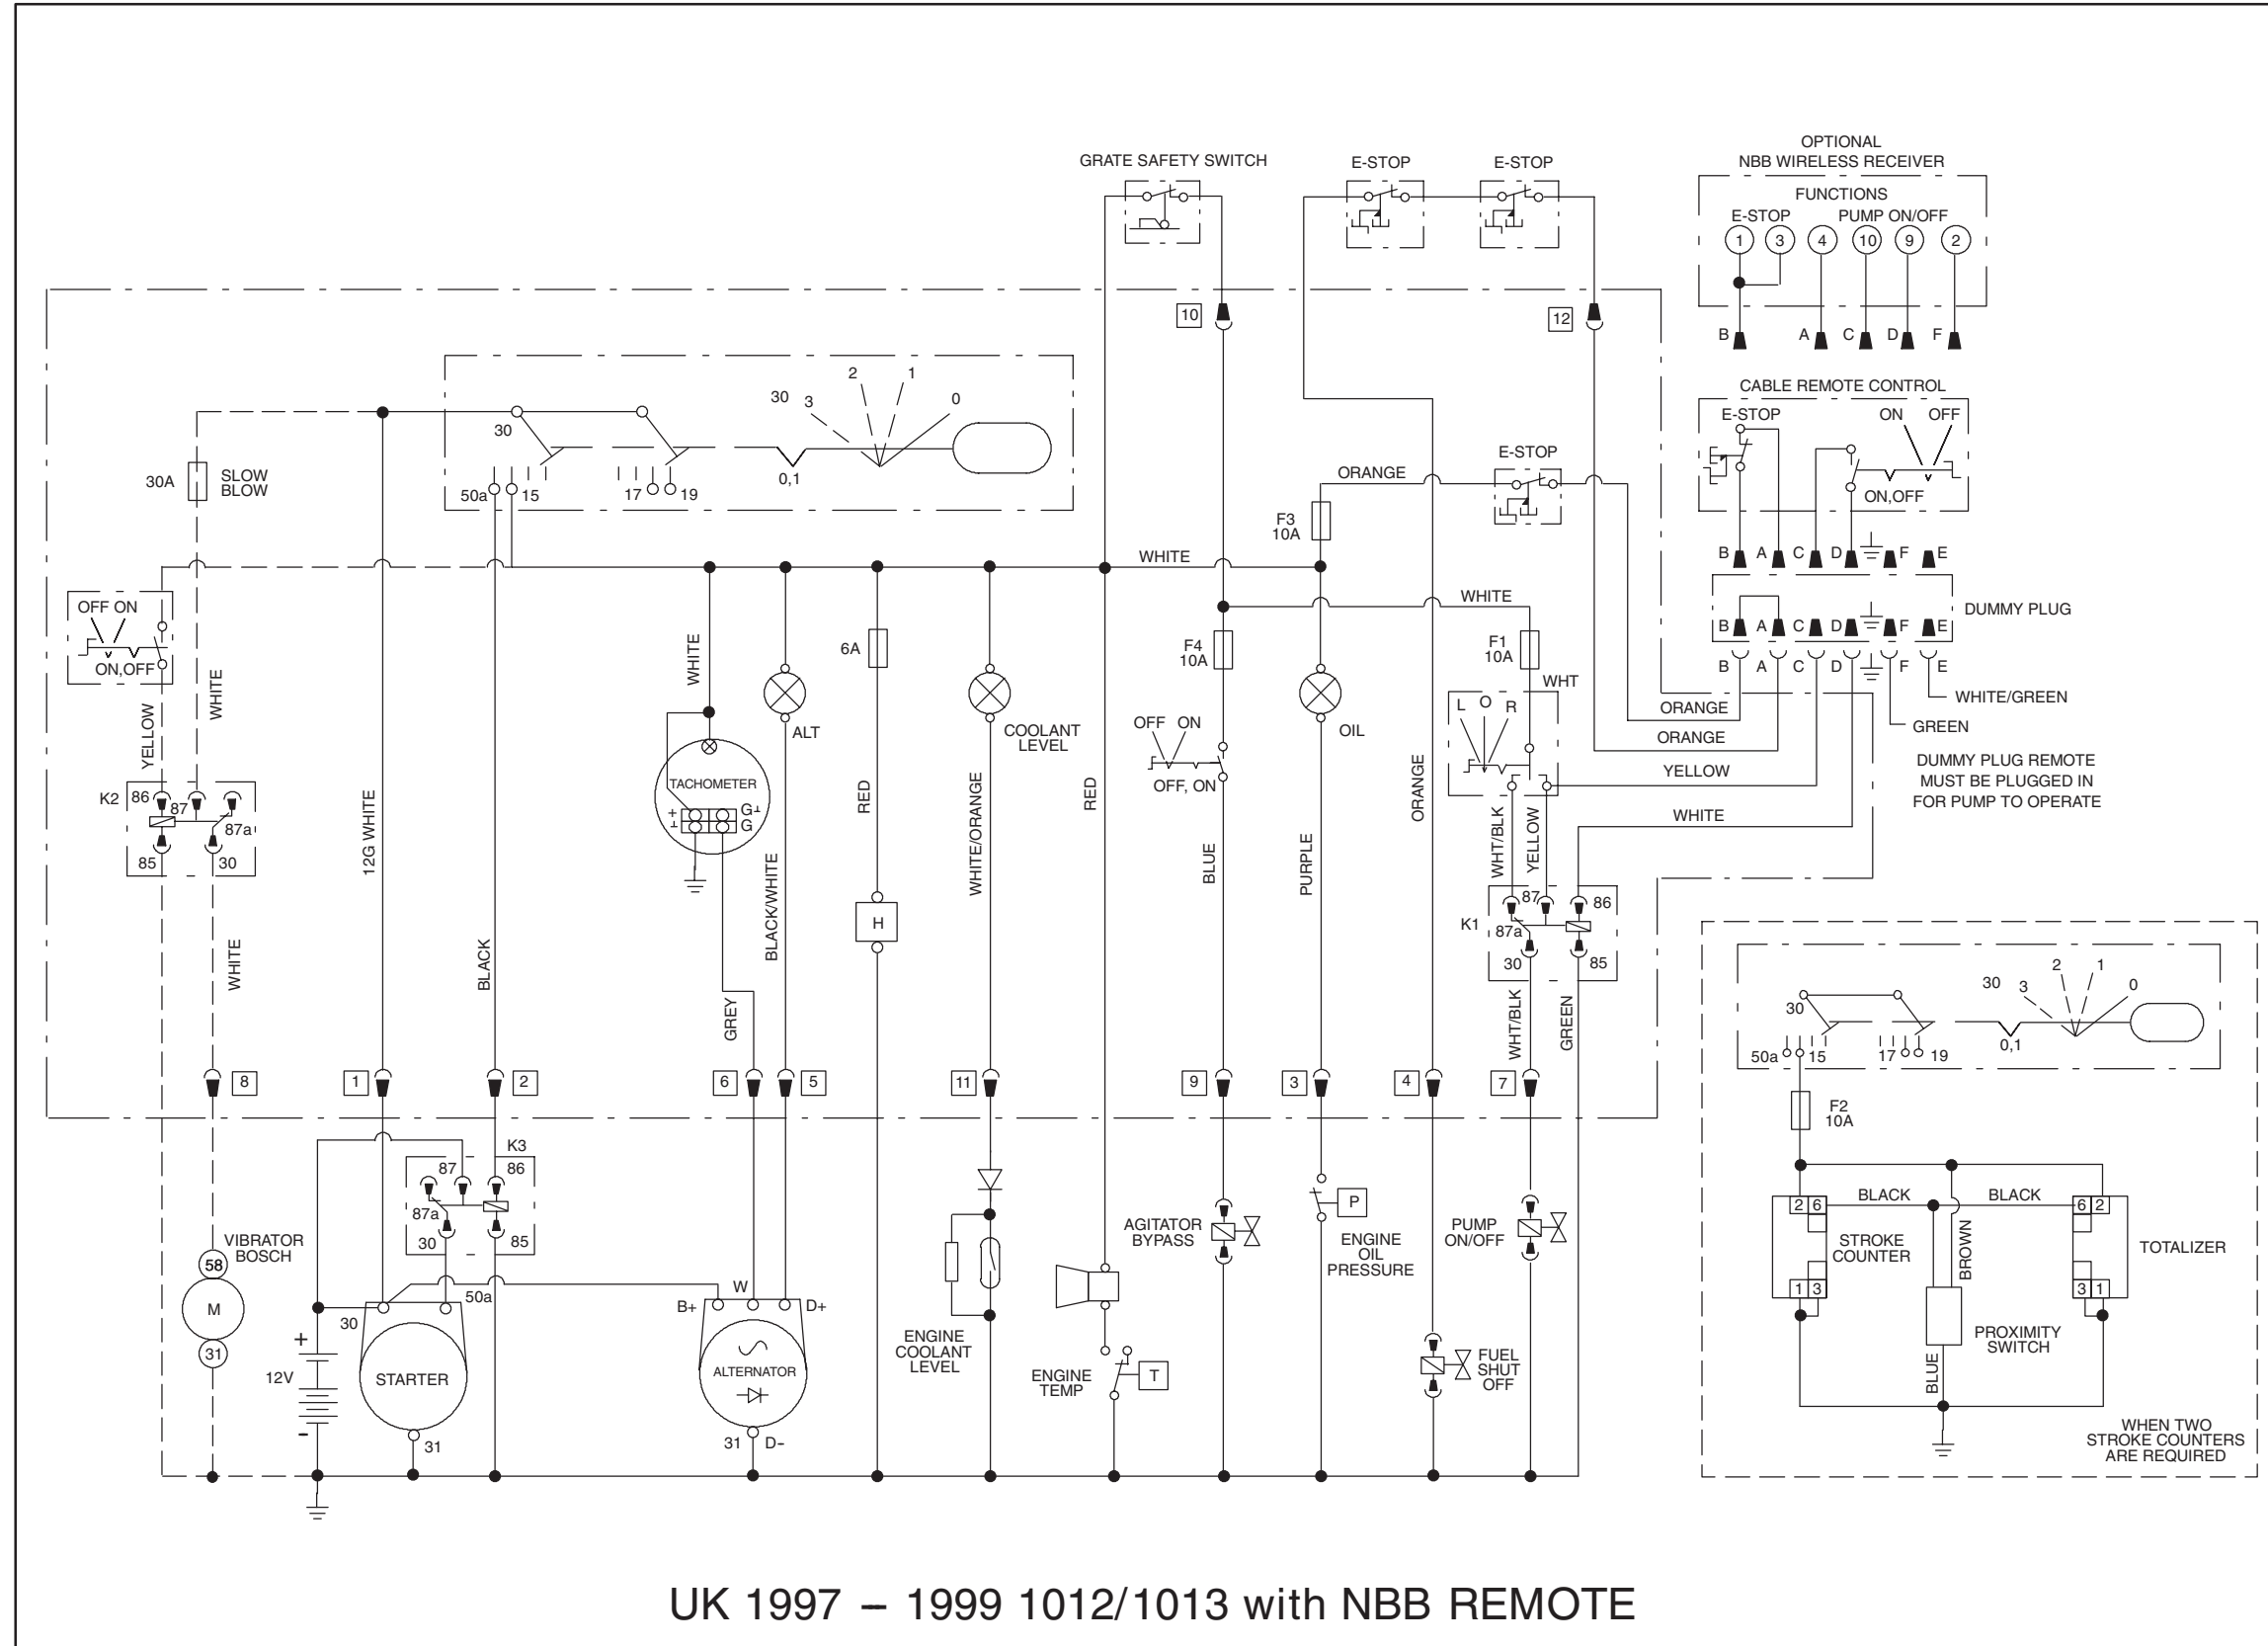 GRATE SAFETY SWITCH
E-STOP
E-STOP
OPTIONAL
NBB WIRELESS RECEIVER
FUNCTIONS
E-STOP PUMP ON/OFF
1 3 4 10 9 2
B A C D F
10
12
30
3
2
1
0
30
50a
15
17
19
0,1
30A
SLOW
BLOW
CABLE REMOTE CONTROL
E-STOP ON OFF
ON,OFF
B A C D F E
DUMMY PLUG
B A C D F E
B A C D F E
WHITE/GREEN
GREEN
ORANGE
ORANGE
YELLOW
WHITE
DUMMY PLUG REMOTE
MUST BE PLUGGED IN
FOR PUMP TO OPERATE
E-STOP
ORANGE
F3
10A
WHITE
WHITE
OFF ON
ON,OFF
YELLOW
WHITE
WHITE
6A
F4
10A
F1
10A
WHT
L O R
ALT
COOLANT
LEVEL
OFF ON
OFF, ON
OIL
K2
86
87
87a
85
30
12G WHITE
TACHOMETER
+
G
G
BLACK/WHITE
RED
WHITE/ORANGE
RED
BLUE
PURPLE
ORANGE
WHT/BLK
YELLOW
K1
87
86
87a
30
85
WHITE
BLACK
GREY
H
WHT/BLK
GREEN
8
1
2
6
5
11
9
3
4
7
K3
87
86
87a
30
85
VIBRATOR
BOSCH
58
M
31
50a
30
+
12V
-
STARTER
31
B+
W
D+
ALTERNATOR
31 D-
ENGINE
COOLANT
LEVEL
ENGINE
TEMP
T
AGITATOR
BYPASS
P
ENGINE
OIL
PRESSURE
PUMP
ON/OFF
FUEL
SHUT
OFF
30
3
2
1
0
30
50a
15
17
19
0,1
F2
10A
2 6
BLACK
BLACK
6 2
STROKE
COUNTER
BROWN
TOTALIZER
1 3
3 1
PROXIMITY
SWITCH
BLUE
WHEN TWO
STROKE COUNTERS
ARE REQUIRED
UK 1997 – 1999 1012/1013 with NBB REMOTE